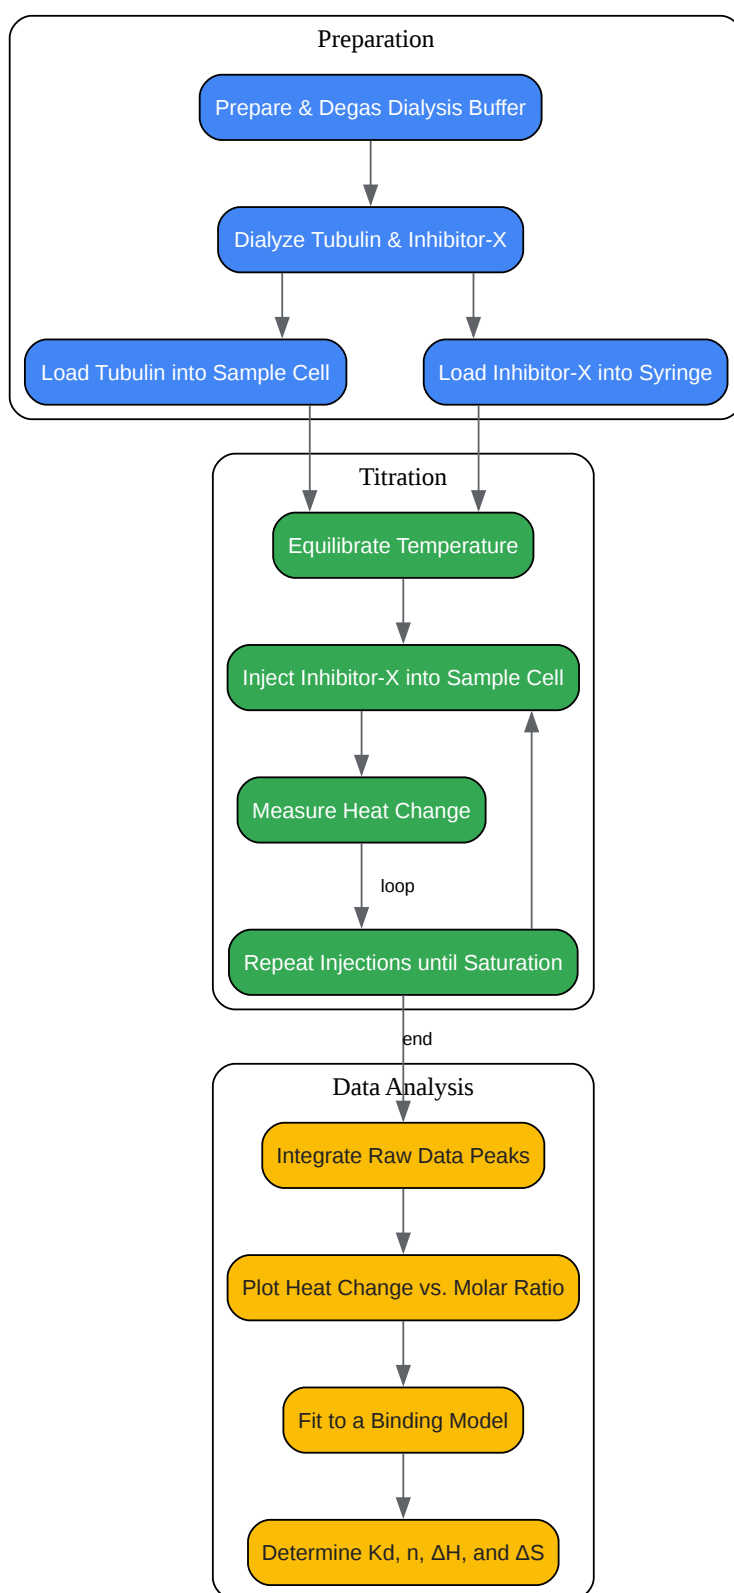 Preparation
Prepare & Degas Dialysis Buffer
Dialyze Tubulin & Inhibitor-X
Load Tubulin into Sample Cell
Load Inhibitor-X into Syringe
Titration
Equilibrate Temperature
Inject Inhibitor-X into Sample Cell
Measure Heat Change
loop
Repeat Injections until Saturation
end
Data Analysis
Integrate Raw Data Peaks
Plot Heat Change vs. Molar Ratio
Fit to a Binding Model
Determine Kd, n, ΔH, and ΔS